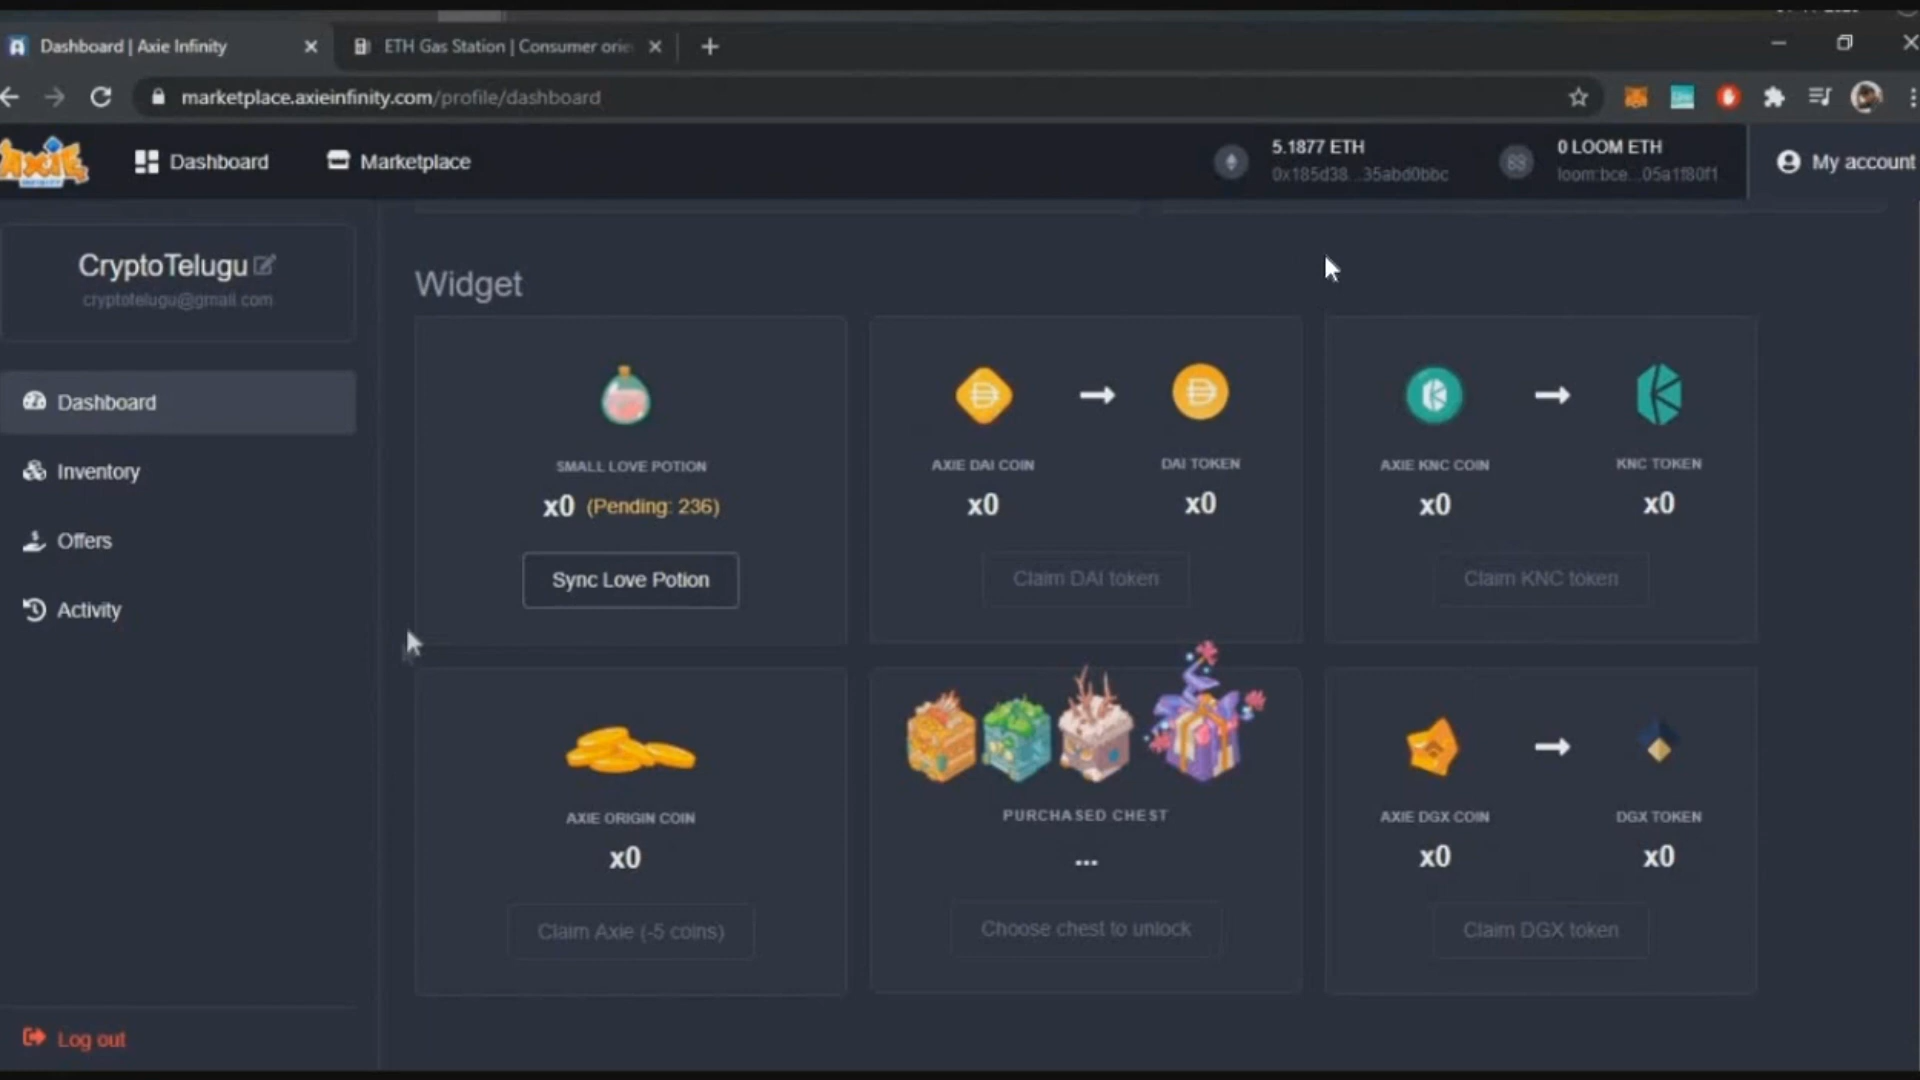 Dashboard | Axie Infinity
ETH Gas Station | Consumer orie
marketplace.axieinfinity.com/profile/dashboard
AXIE
INFINITY
Dashboard
Marketplace
5.1877 ETH
0x185d38...35abd0bbc
0 LOOM ETH
loom:bce...05a1f80f1
My account
CryptoTelugu
cryptotelugu@gmail.com
Dashboard
Inventory
Offers
Activity
Log out
Widget
SMALL LOVE POTION
x0 (Pending: 236)
Sync Love Potion
AXIE DAI COIN
x0
DAI TOKEN
x0
Claim DAI token
AXIE KNC COIN
x0
KNC TOKEN
x0
Claim KNC token
AXIE ORIGIN COIN
x0
Claim Axie (-5 coins)
PURCHASED CHEST
...
Choose chest to unlock
AXIE DGX COIN
x0
DGX TOKEN
x0
Claim DGX token